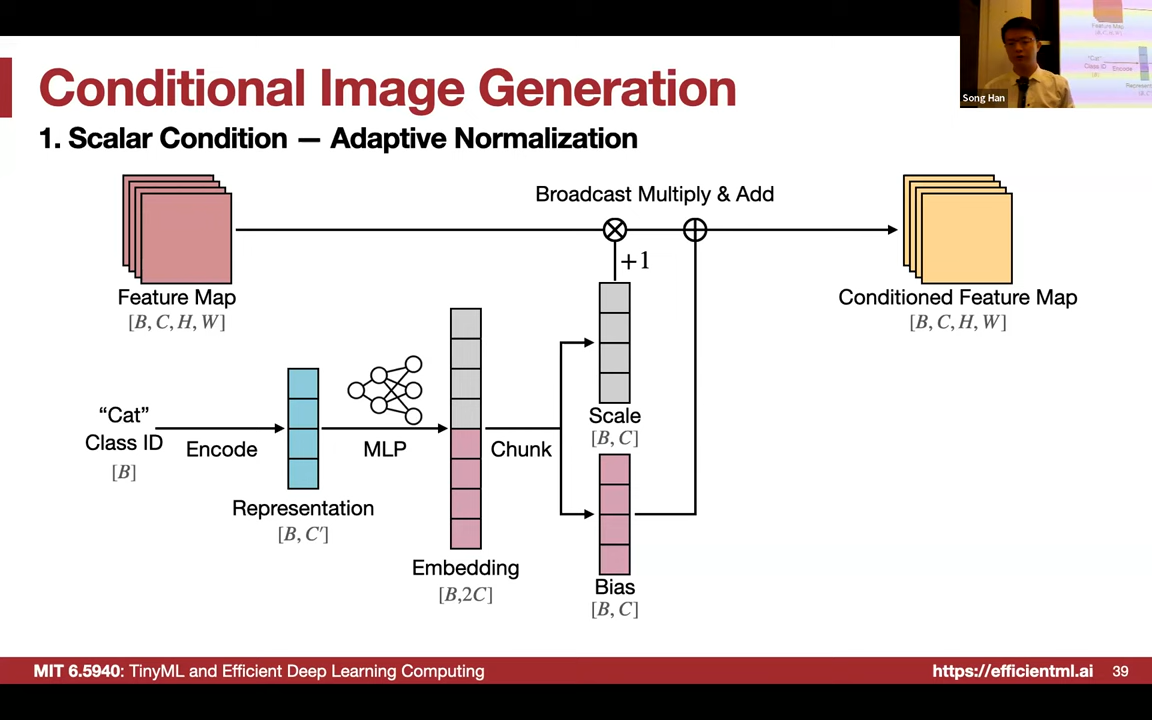 Conditional Image Generation
1. Scalar Condition — Adaptive Normalization
Song Han
Broadcast Multiply & Add
+1
Feature Map
[B, C, H, W]
Conditioned Feature Map
[B, C, H, W]
"Cat"
Class ID
[B]
Encode
Representation
[B, C′]
MLP
Embedding
[B,2C]
Chunk
Scale
[B, C]
Bias
[B, C]
MIT 6.5940: TinyML and Efficient Deep Learning Computing
https://efficientml.ai
39